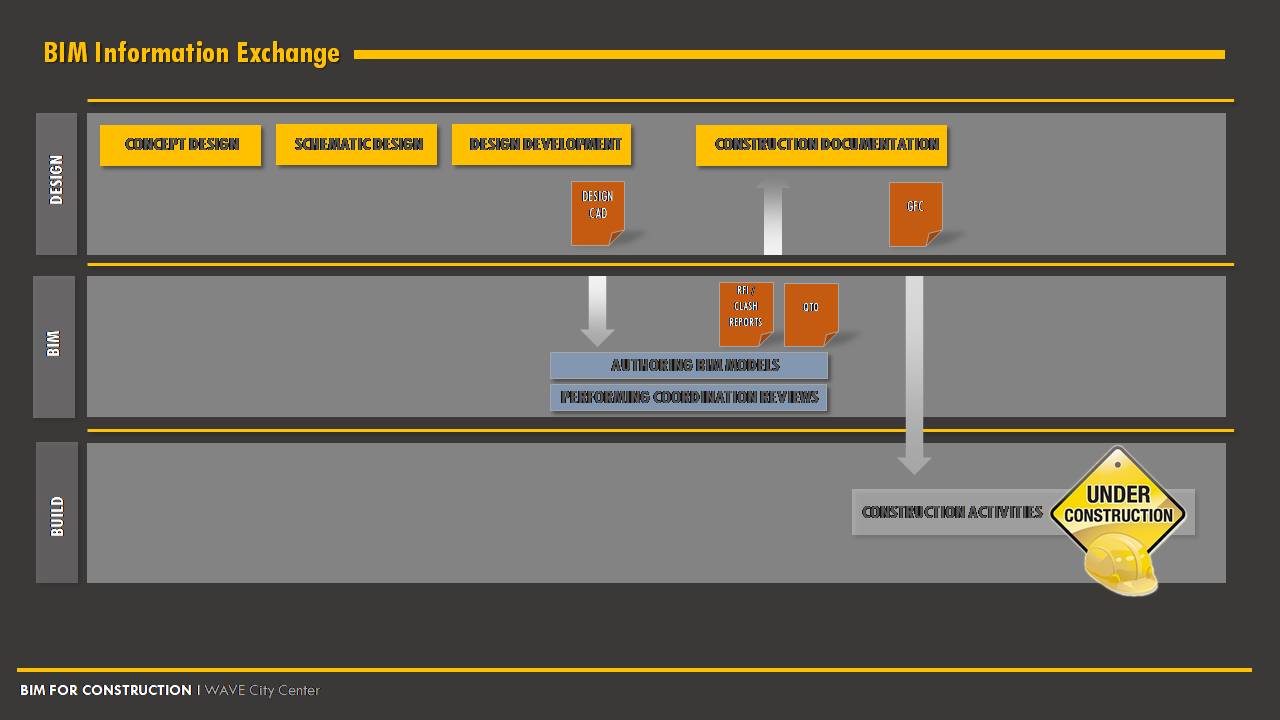 BIM Information Exchange
DESIGN
CONCEPT DESIGN
SCHEMATIC DESIGN
DESIGN DEVELOPMENT
CONSTRUCTION DOCUMENTATION
DESIGN
CAD
GFC
BIM
RFI /
CLASH
REPORTS
QTO
AUTHORING BIM MODELS
PERFORMING COORDINATION REVIEWS
BUILD
CONSTRUCTION ACTIVITIES
UNDER
CONSTRUCTION
BIM FOR CONSTRUCTION | WAVE City Center